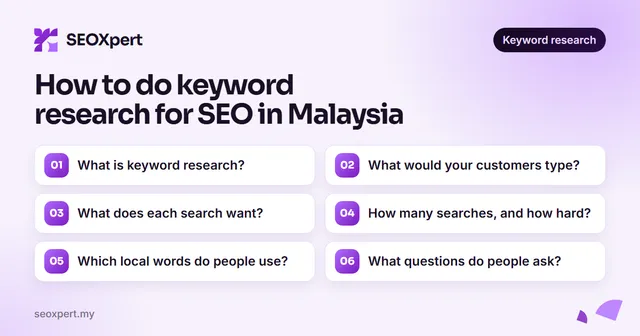 SEOXpert
Keyword research
How to do keyword
research for SEO in Malaysia
01 What is keyword research?
02 What would your customers type?
03 What does each search want?
04 How many searches, and how hard?
05 Which local words do people use?
06 What questions do people ask?
seoxpert.my